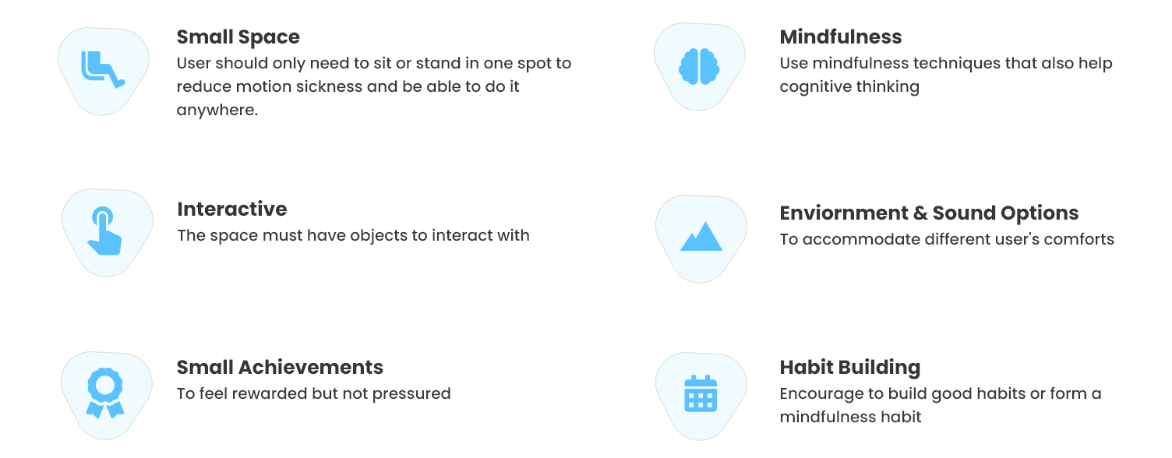 Small Space
User should only need to sit or stand in one spot to
reduce motion sickness and be able to do it
anywhere.
Mindfulness
Use mindfulness techniques that also help
cognitive thinking
Interactive
The space must have objects to interact with
Enviornment & Sound Options
To accommodate different user's comforts
Small Achievements
To feel rewarded but not pressured
Habit Building
Encourage to build good habits or form a
mindfulness habit